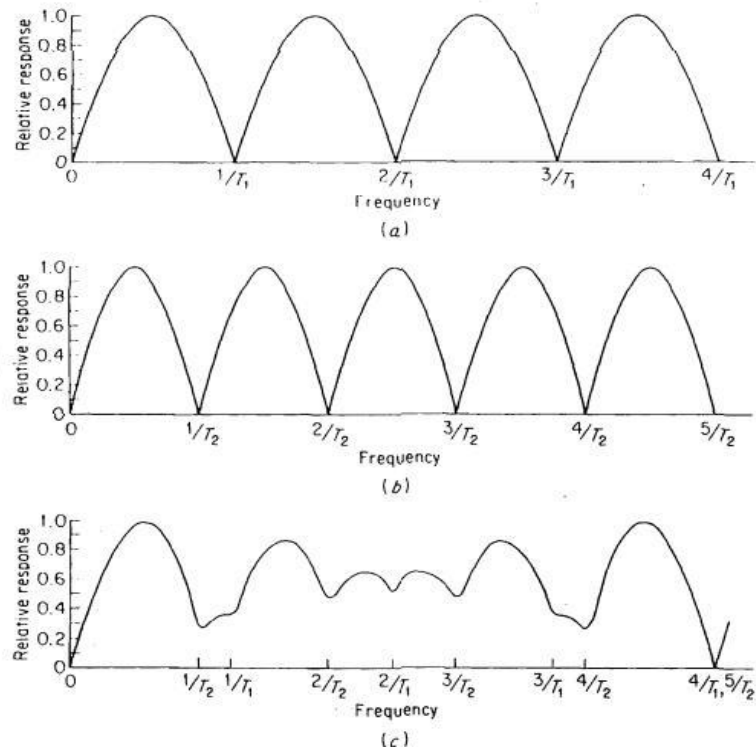 Relative response
1.0
0.8
0.6
0.4
0.2
0
0 1/T₁ 2/T₁ 3/T₁ 4/T₁
Frequency
(a)
Relative response
1.0
0.8
0.6
0.4
0.2
0
0 1/T₂ 2/T₂ 3/T₂ 4/T₂ 5/T₂
Frequency
(b)
Relative response
1.0
0.8
0.6
0.4
0.2
0
0 1/T₂ 1/T₁ 2/T₂ 2/T₁ 3/T₂ 3/T₁ 4/T₂ 4/T₁, 5/T₂
Frequency
(c)